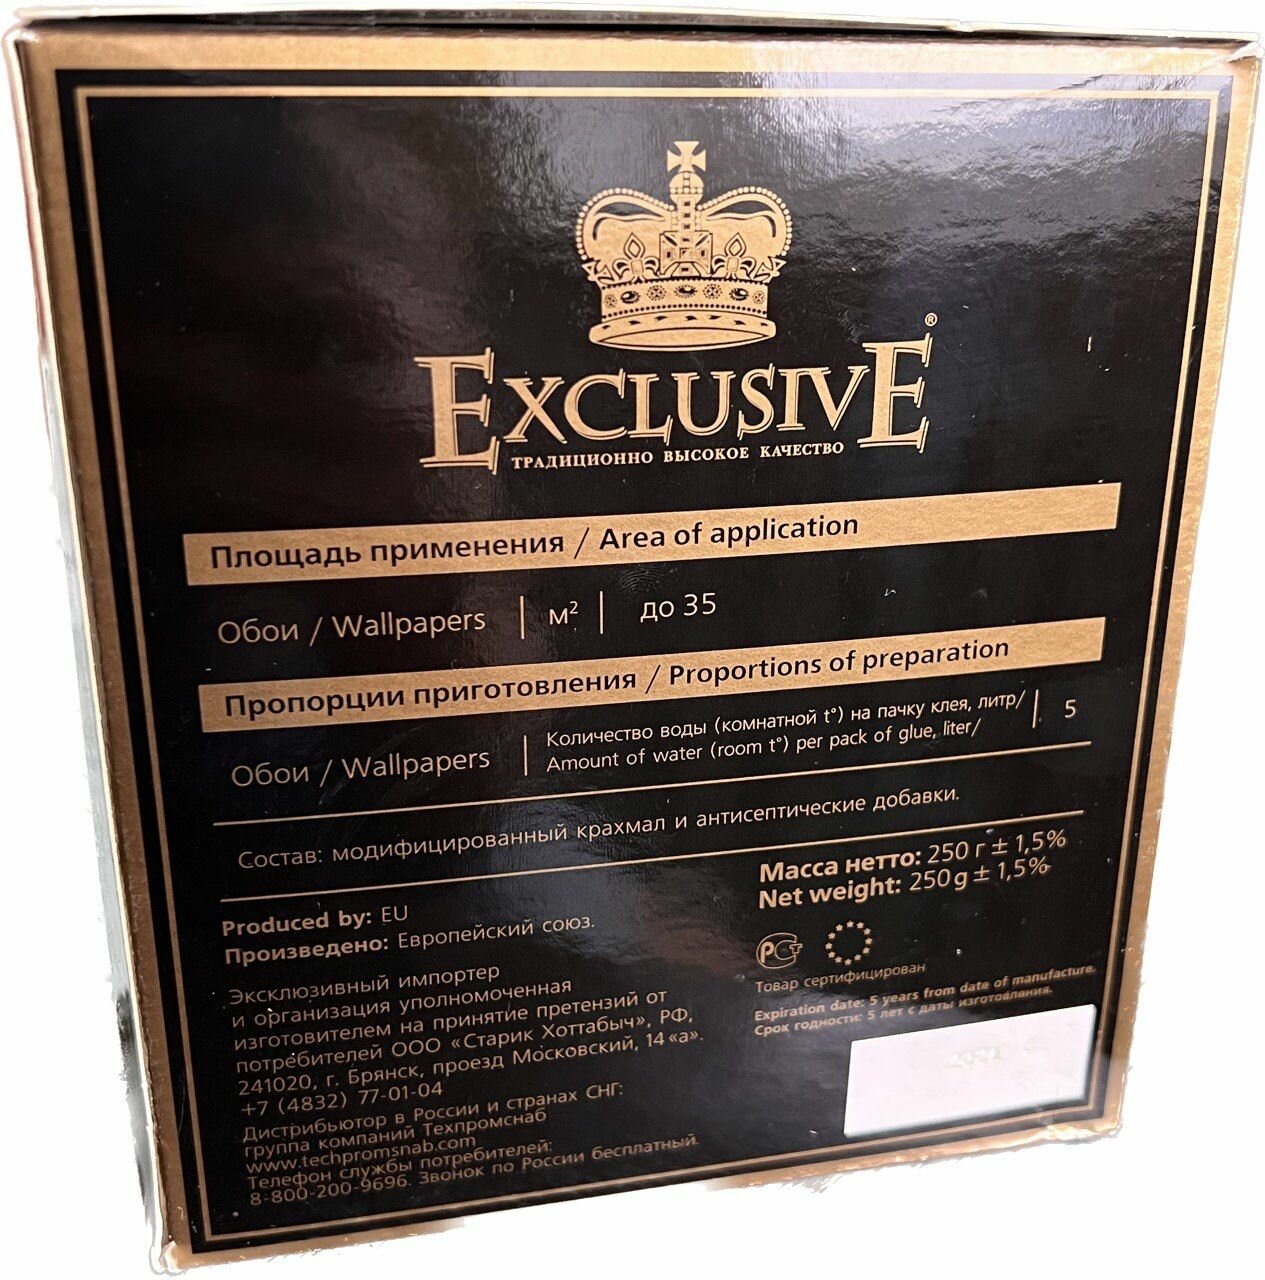 EXCLUSIVE®
ТРАДИЦИОННО ВЫСОКОЕ КАЧЕСТВО
Площадь применения / Area of application
Обои / Wallpapers | м² | до 35
Пропорции приготовления / Proportions of preparation
Обои / Wallpapers | Количество воды (комнатной t°) на пачку клея, литр/ | 5
Amount of water (room t°) per pack of glue, liter/
Состав: модифицированный крахмал и антисептические добавки.
Масса нетто: 250 г ± 1,5%
Net weight: 250g ± 1,5%
Produced by: EU
Произведено: Европейский союз.
Эксклюзивный импортер
и организация уполномоченная
изготовителем на принятие претензий от
потребителей ООО «Старик Хоттабыч», РФ,
241020, г. Брянск, проезд Московский, 14 «а».
+7 (4832) 77-01-04
Дистрибьютор в России и странах СНГ:
группа компаний Техпромснаб
www.techpromsnab.com
Телефон службы потребителей:
8-800-200-9696. Звонок по России бесплатный.
РСТ
Товар сертифицирован
Expiration date: 5 years from date of manufacture.
Срок годности: 5 лет с даты изготовления.